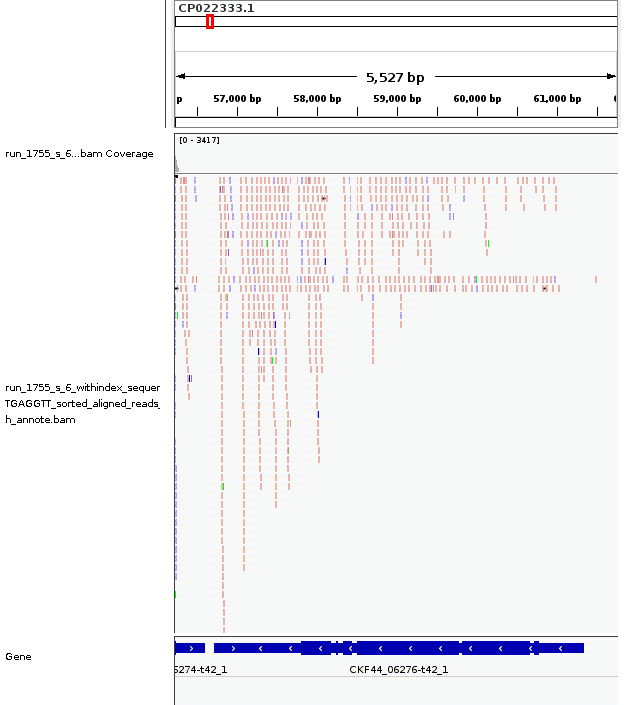 CP022333.1
5,527 bp
p 57,000 bp 58,000 bp 59,000 bp 60,000 bp 61,000 bp
[0 - 3417]
run_1755_s_6...bam Coverage
run_1755_s_6_withindex_sequer
TGAGGTT_sorted_aligned_reads_
h_annote.bam
Gene
5274-t42_1 CKF44_06276-t42_1